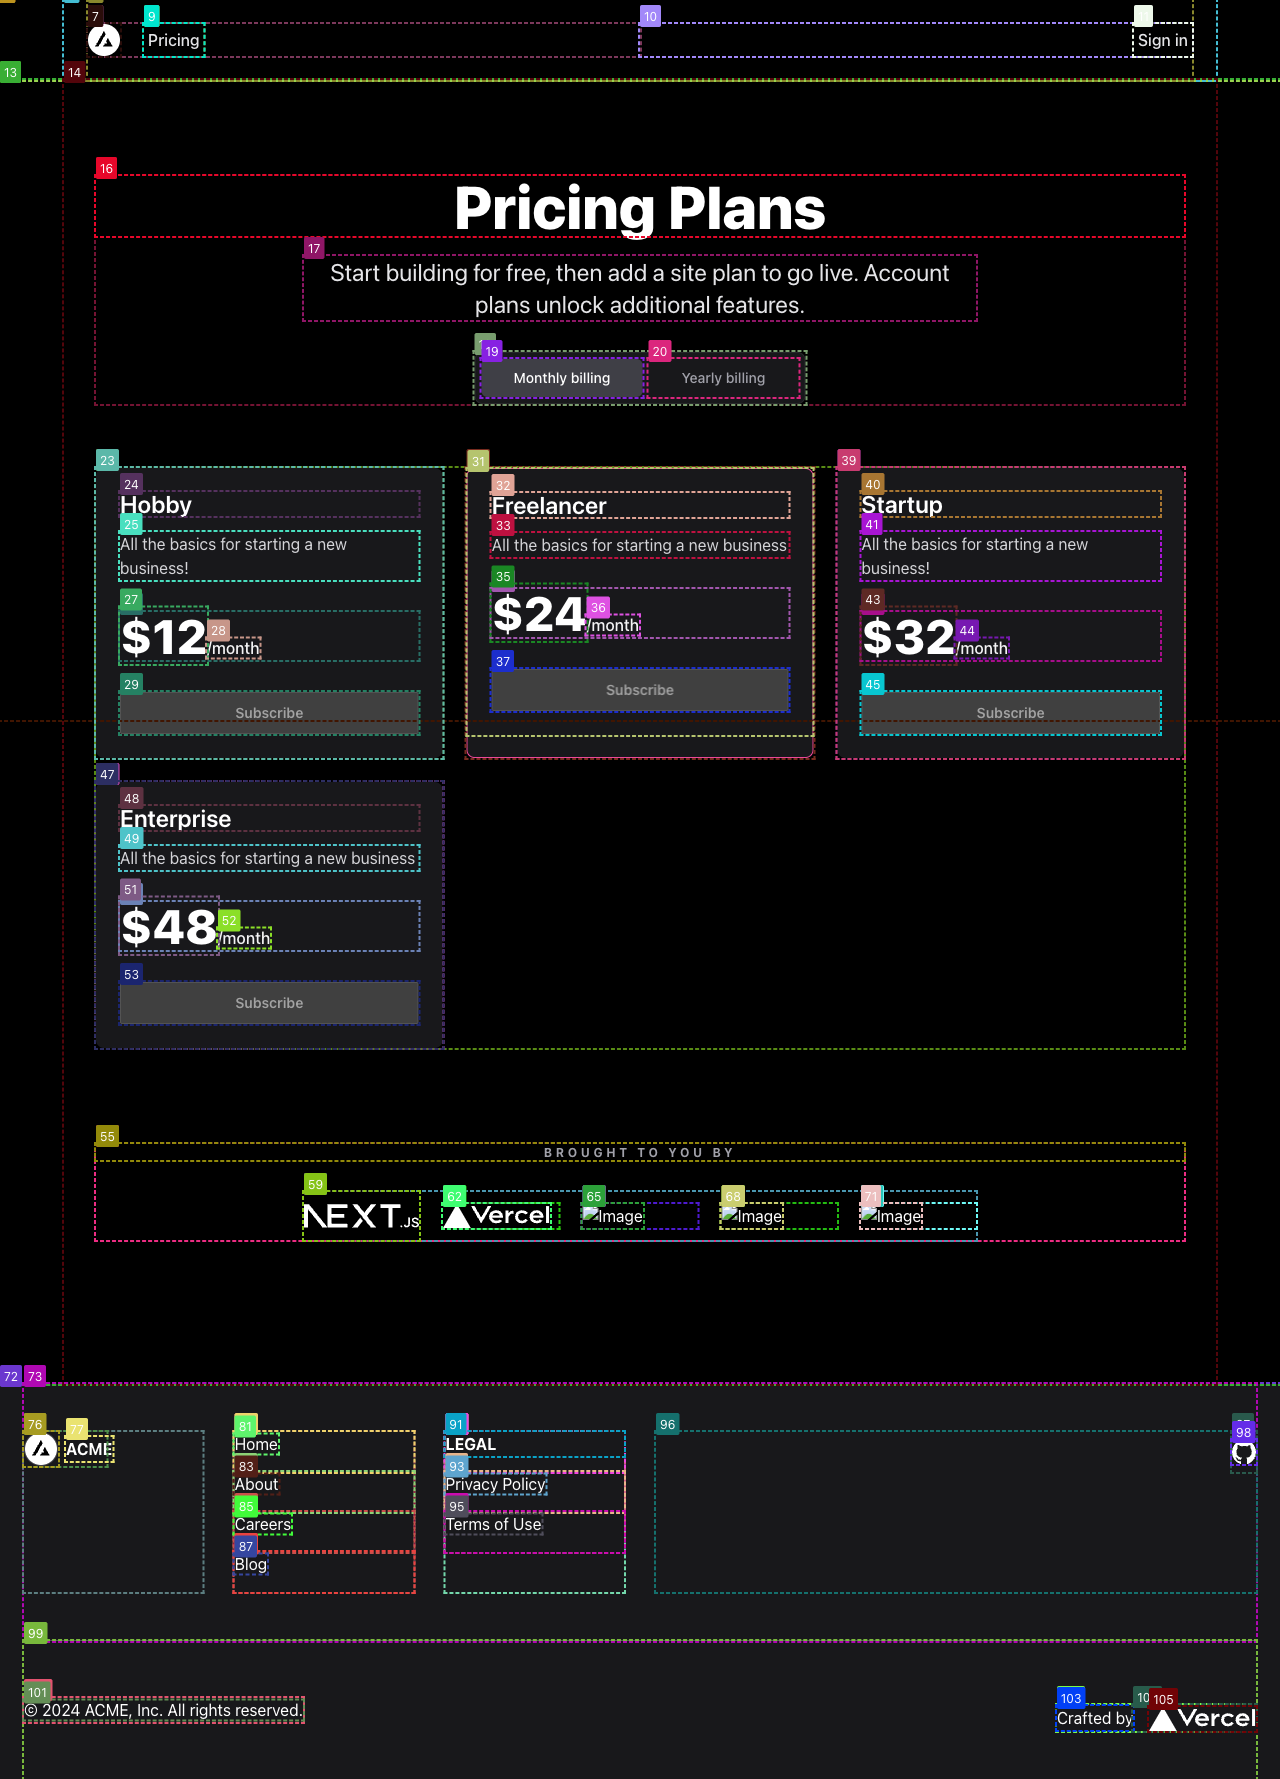 7
9
10
Pricing
Sign in
13
14
16
Pricing Plans
17
Start building for free, then add a site plan to go live. Account
plans unlock additional features.
19
20
Monthly billing
Yearly billing
23
24
Hobby
25
All the basics for starting a new
business!
27
$12
28
/month
29
Subscribe
31
32
Freelancer
33
All the basics for starting a new business
35
$24
36
/month
37
Subscribe
39
40
Startup
41
All the basics for starting a new
business!
43
$32
44
/month
45
Subscribe
47
48
Enterprise
49
All the basics for starting a new business
51
$48
52
/month
53
Subscribe
55
BROUGHT TO YOU BY
59
62
65
68
71
NEXT.JS
Vercel
Image
Image
Image
72
73
76
77
ACME
81
Home
83
About
85
Careers
87
Blog
91
LEGAL
93
Privacy Policy
95
Terms of Use
96
98
99
101
© 2024 ACME, Inc. All rights reserved.
103
105
Crafted by
Vercel